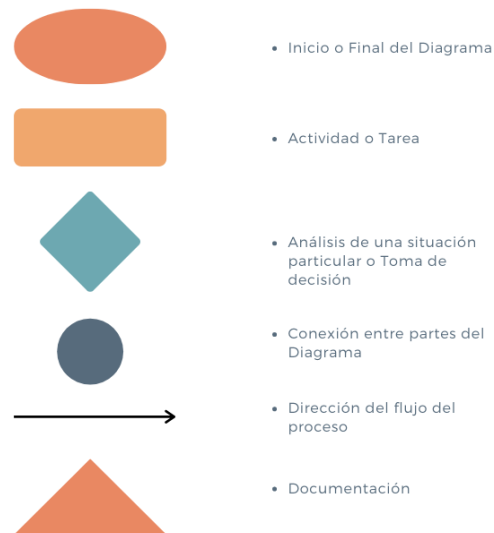 Inicio o Final del Diagrama
Actividad o Tarea
Análisis de una situación
particular o Toma de
decisión
Conexión entre partes del
Diagrama
Dirección del flujo del
proceso
Documentación